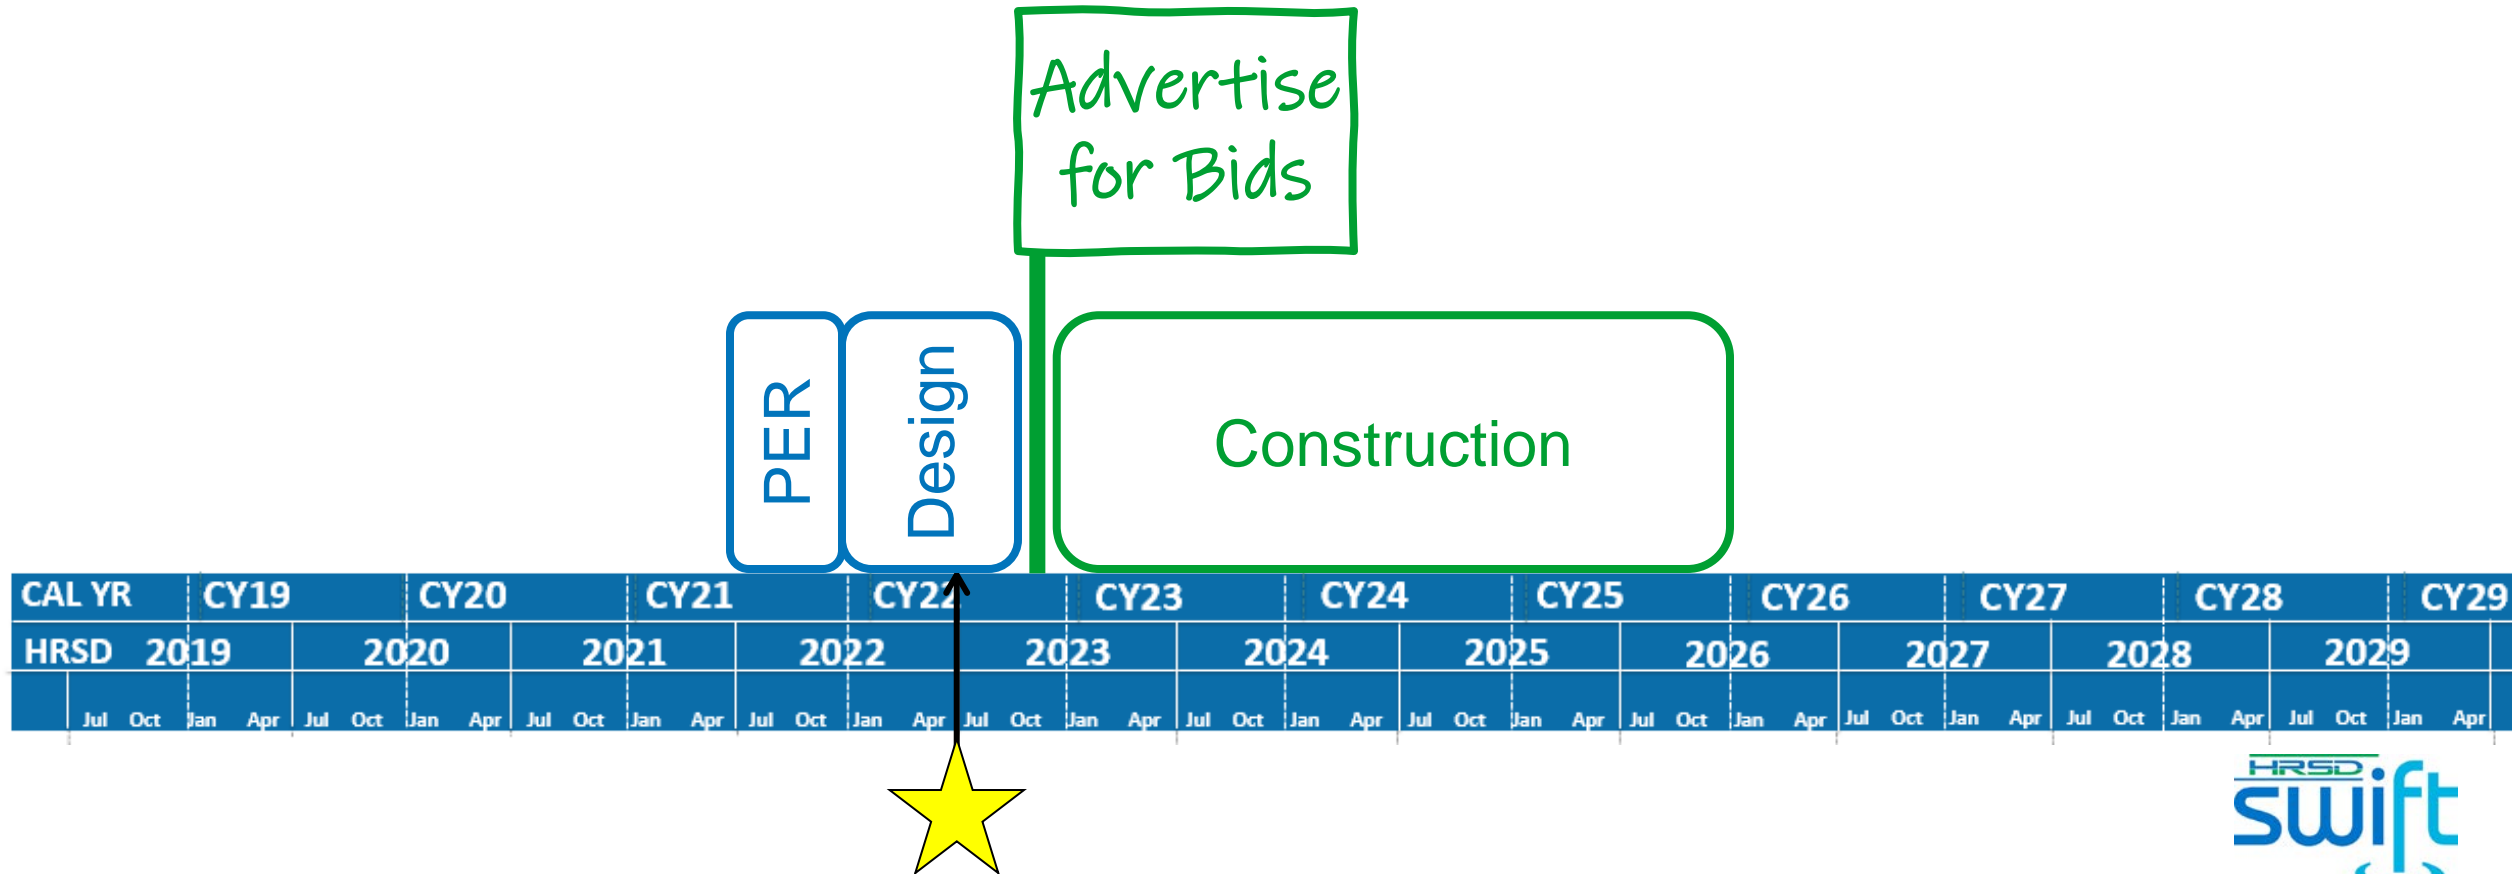 Advertise
for Bids
PER
Design
Construction
CAL YR CY19 CY20 CY21 CY22 CY23 CY24 CY25 CY26 CY27 CY28 CY29
HRSD 2019 2020 2021 2022 2023 2024 2025 2026 2027 2028 2029
Jul Oct Jan Apr Jul Oct Jan Apr Jul Oct Jan Apr Jul Oct Jan Apr Jul Oct Jan Apr Jul Oct Jan Apr Jul Oct Jan Apr Jul Oct Jan Apr Jul Oct Jan Apr Jul Oct Jan Apr Jul Oct Jan Apr
HRSD
swift